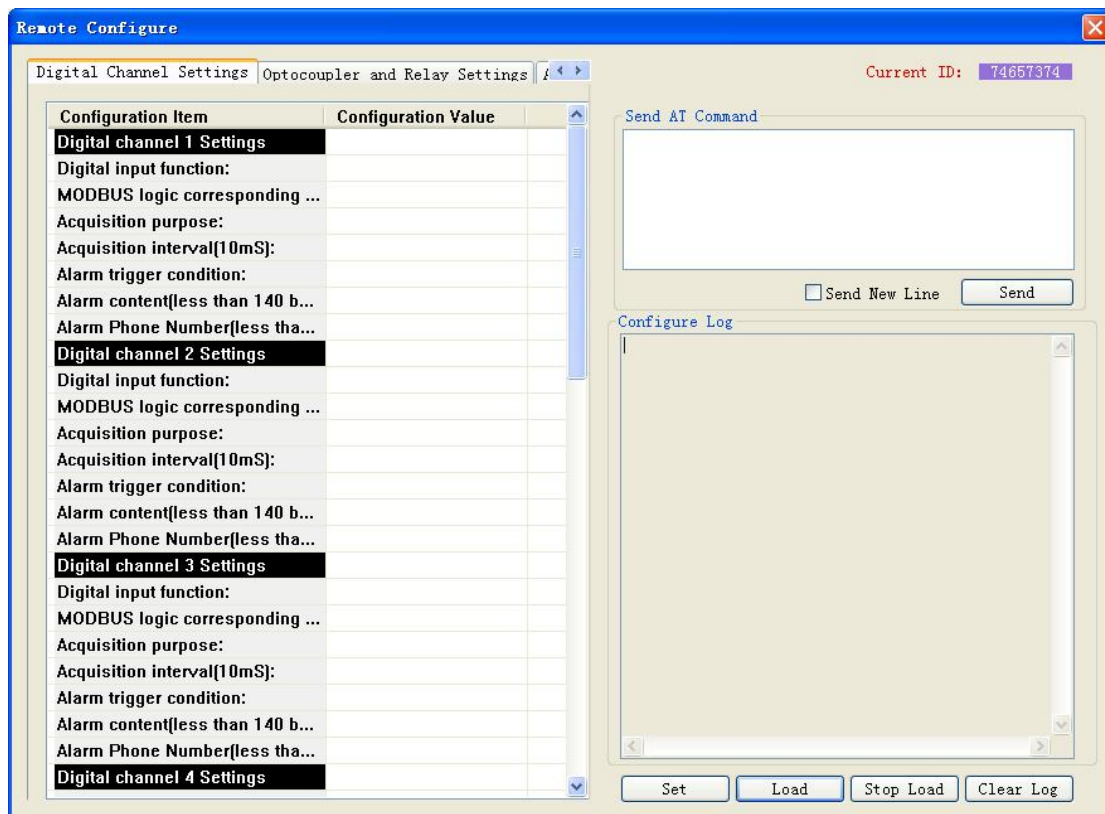 Remote Configure
Digital Channel Settings
Optocoupler and Relay Settings
Current ID: 74657374
Configuration Item Configuration Value
Digital channel 1 Settings
Digital input function:
MODBUS logic corresponding ...
Acquisition purpose:
Acquisition interval(10mS):
Alarm trigger condition:
Alarm content(less than 140 b...
Alarm Phone Number(less tha...
Digital channel 2 Settings
Digital input function:
MODBUS logic corresponding ...
Acquisition purpose:
Acquisition interval(10mS):
Alarm trigger condition:
Alarm content(less than 140 b...
Alarm Phone Number(less tha...
Digital channel 3 Settings
Digital input function:
MODBUS logic corresponding ...
Acquisition purpose:
Acquisition interval(10mS):
Alarm trigger condition:
Alarm content(less than 140 b...
Alarm Phone Number(less tha...
Digital channel 4 Settings
Send AT Command
Send New Line
Send
Configure Log
Set
Load
Stop Load
Clear Log